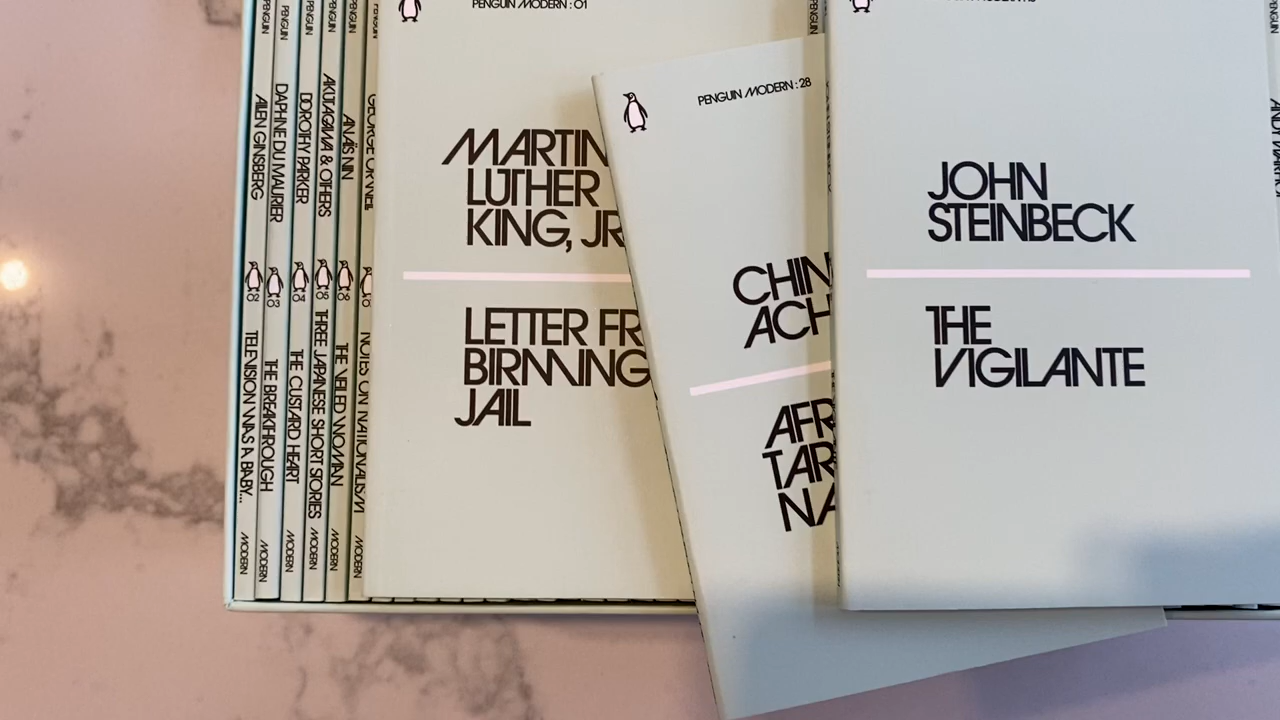 PENGUIN
ALLEN GINSBERG
02
TELEVISION WAS A BABY...
MODERN
PENGUIN
DAPHNE DU MAURIER
03
THE BREAKTHROUGH
MODERN
PENGUIN
DOROTHY PARKER
04
THE CUSTARD HEART
MODERN
PENGUIN
AKUTAGAWA & OTHERS
05
THREE JAPANESE SHORT STORIES
MODERN
PENGUIN
ANAÏS NIN
06
THE VEILED WOMAN
MODERN
PENGUIN
GEORGE ORWELL
NOTES ON NATIONALISM
MODERN
PENGUIN MODERN : 01
MARTIN
LUTHER
KING, JR
LETTER FR
BIRMING
JAIL
PENGUIN MODERN : 28
CHIN
ACH
AFR
TAR
NA
PENGUIN
JOHN
STEINBECK
THE
VIGILANTE